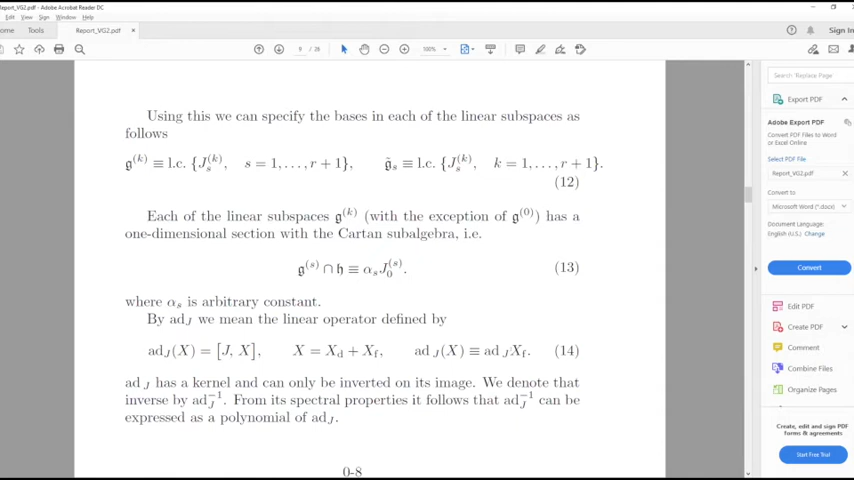 Report_VG2.pdf - Adobe Acrobat Reader DC
Edit View Sign Window Help
Tools Report_VG2.pdf × Sign In
100%
Using this we can specify the bases in each of the linear subspaces as
follows
𝔤^(k) ≡ l.c. {J_s^(k), s = 1, . . . , r + 1}, 𝔤̄_s ≡ l.c. {J_s^(k), k = 1, . . . , r + 1}.
(12)
Each of the linear subspaces 𝔤^(k) (with the exception of 𝔤^(0)) has a
one-dimensional section with the Cartan subalgebra, i.e.
𝔤^(s) ∩ 𝔥 ≡ α_s J_0^(s). (13)
where α_s is arbitrary constant.
By ad_J we mean the linear operator defined by
ad_J(X) = [J, X], X = X_d + X_f, ad_J(X) ≡ ad_J X_f. (14)
ad_J has a kernel and can only be inverted on its image. We denote that
inverse by ad_J^−1. From its spectral properties it follows that ad_J^−1 can be
expressed as a polynomial of ad_J.
0-8
Search 'Replace Page
Export PDF
Adobe Export PDF
Convert PDF Files to Word
or Excel Online
Select PDF File
Report_VG2.pdf ×
Convert to
Microsoft Word (*.docx)
Document Language:
English (U.S.) Change
Convert
Edit PDF
Create PDF
Comment
Combine Files
Organize Pages
Create, edit and sign PDF
forms & agreements
Start Free Trial